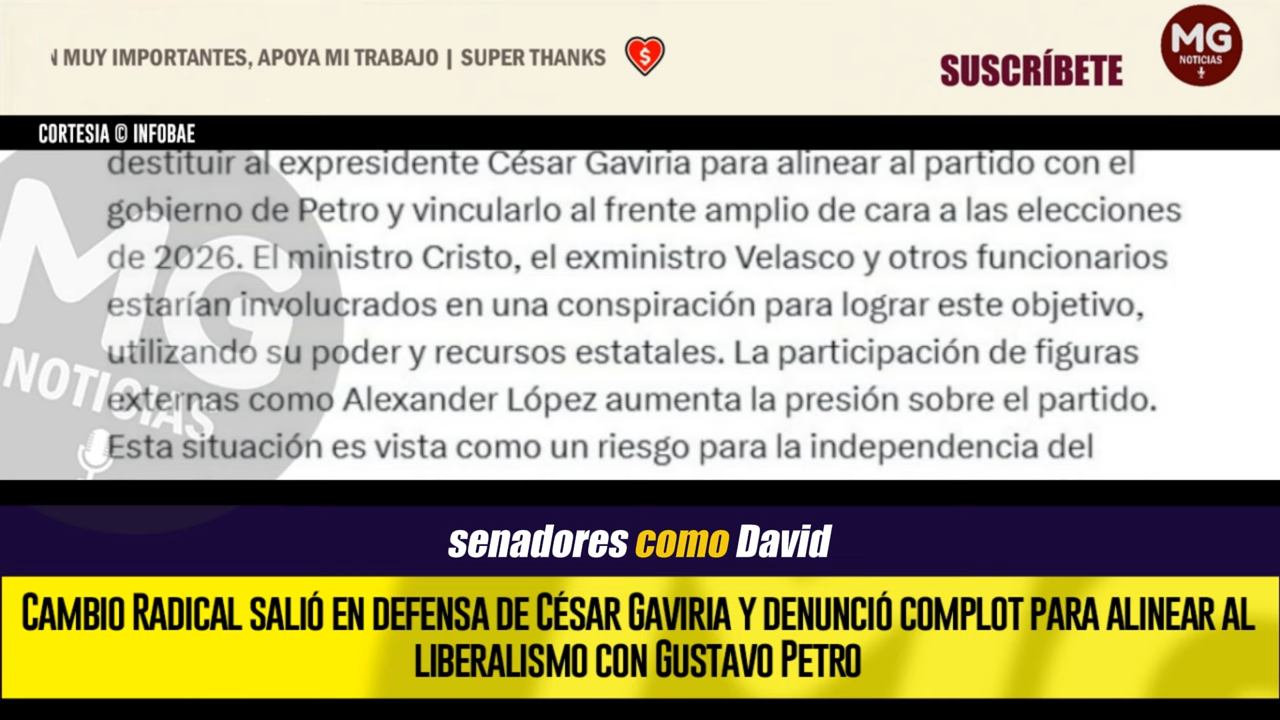 MUY IMPORTANTES, APOYA MI TRABAJO | SUPER THANKS
$
SUSCRÍBETE
MG
NOTICIAS
CORTESIA © INFOBAE
destituir al expresidente César Gaviria para alinear al partido con el
gobierno de Petro y vincularlo al frente amplio de cara a las elecciones
de 2026. El ministro Cristo, el exministro Velasco y otros funcionarios
estarían involucrados en una conspiración para lograr este objetivo,
utilizando su poder y recursos estatales. La participación de figuras
externas como Alexander López aumenta la presión sobre el partido.
Esta situación es vista como un riesgo para la independencia del
MG
NOTICIAS
senadores como David
CAMBIO RADICAL SALIÓ EN DEFENSA DE CÉSAR GAVIRIA Y DENUNCIÓ COMPLOT PARA ALINEAR AL
LIBERALISMO CON GUSTAVO PETRO